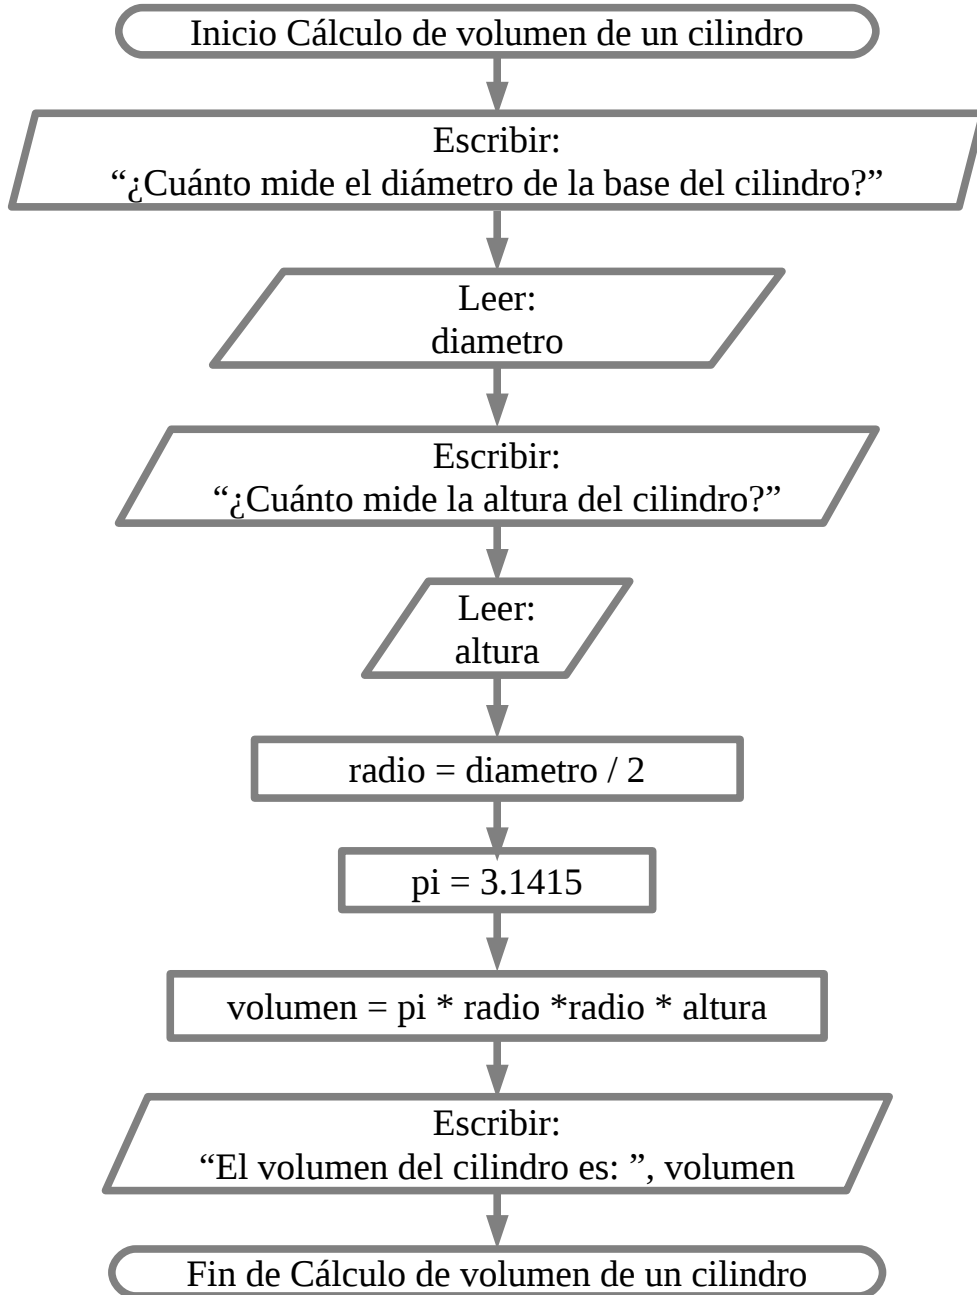 Inicio Cálculo de volumen de un cilindro
Escribir:
“¿Cuánto mide el diámetro de la base del cilindro?”
Leer:
diametro
Escribir:
“¿Cuánto mide la altura del cilindro?”
Leer:
altura
radio = diametro / 2
pi = 3.1415
volumen = pi * radio *radio * altura
Escribir:
“El volumen del cilindro es: ”, volumen
Fin de Cálculo de volumen de un cilindro